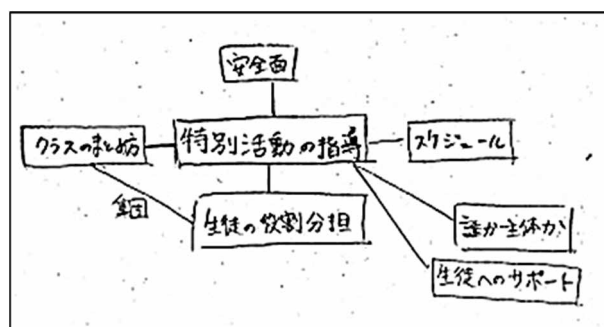 安全面
クラスのまとめ方
特別活動の指導
スケジュール
集団
生徒の役割分担
誰が主体か
生徒へのサポート